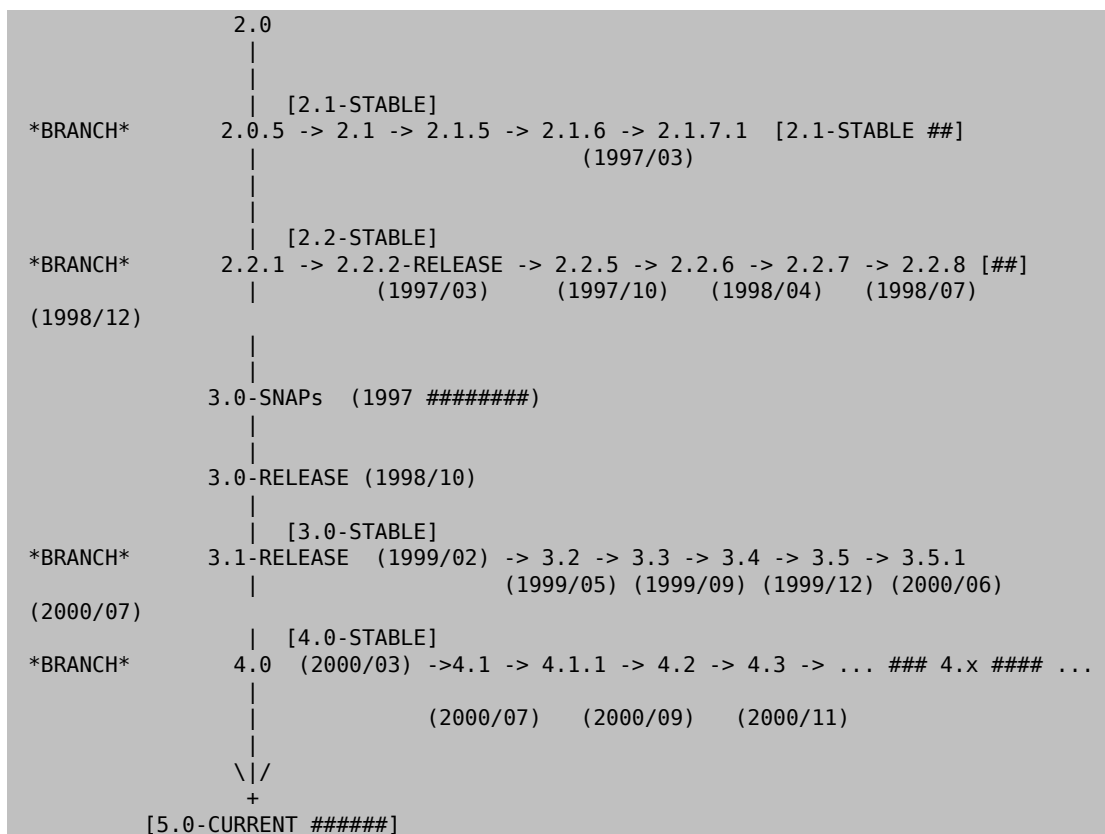 2.0
|
|
| [2.1-STABLE]
*BRANCH* 2.0.5 -> 2.1 -> 2.1.5 -> 2.1.6 -> 2.1.7.1 [2.1-STABLE ##]
| (1997/03)
|
|
| [2.2-STABLE]
*BRANCH* 2.2.1 -> 2.2.2-RELEASE -> 2.2.5 -> 2.2.6 -> 2.2.7 -> 2.2.8 [##]
| (1997/03) (1997/10) (1998/04) (1998/07)
(1998/12)
|
|
3.0-SNAPs (1997 ########)
|
|
3.0-RELEASE (1998/10)
|
| [3.0-STABLE]
*BRANCH* 3.1-RELEASE (1999/02) -> 3.2 -> 3.3 -> 3.4 -> 3.5 -> 3.5.1
| (1999/05) (1999/09) (1999/12) (2000/06)
(2000/07)
| [4.0-STABLE]
*BRANCH* 4.0 (2000/03) ->4.1 -> 4.1.1 -> 4.2 -> 4.3 -> ... ### 4.x #### ...
|
| (2000/07) (2000/09) (2000/11)
|
\|/
+
[5.0-CURRENT ######]